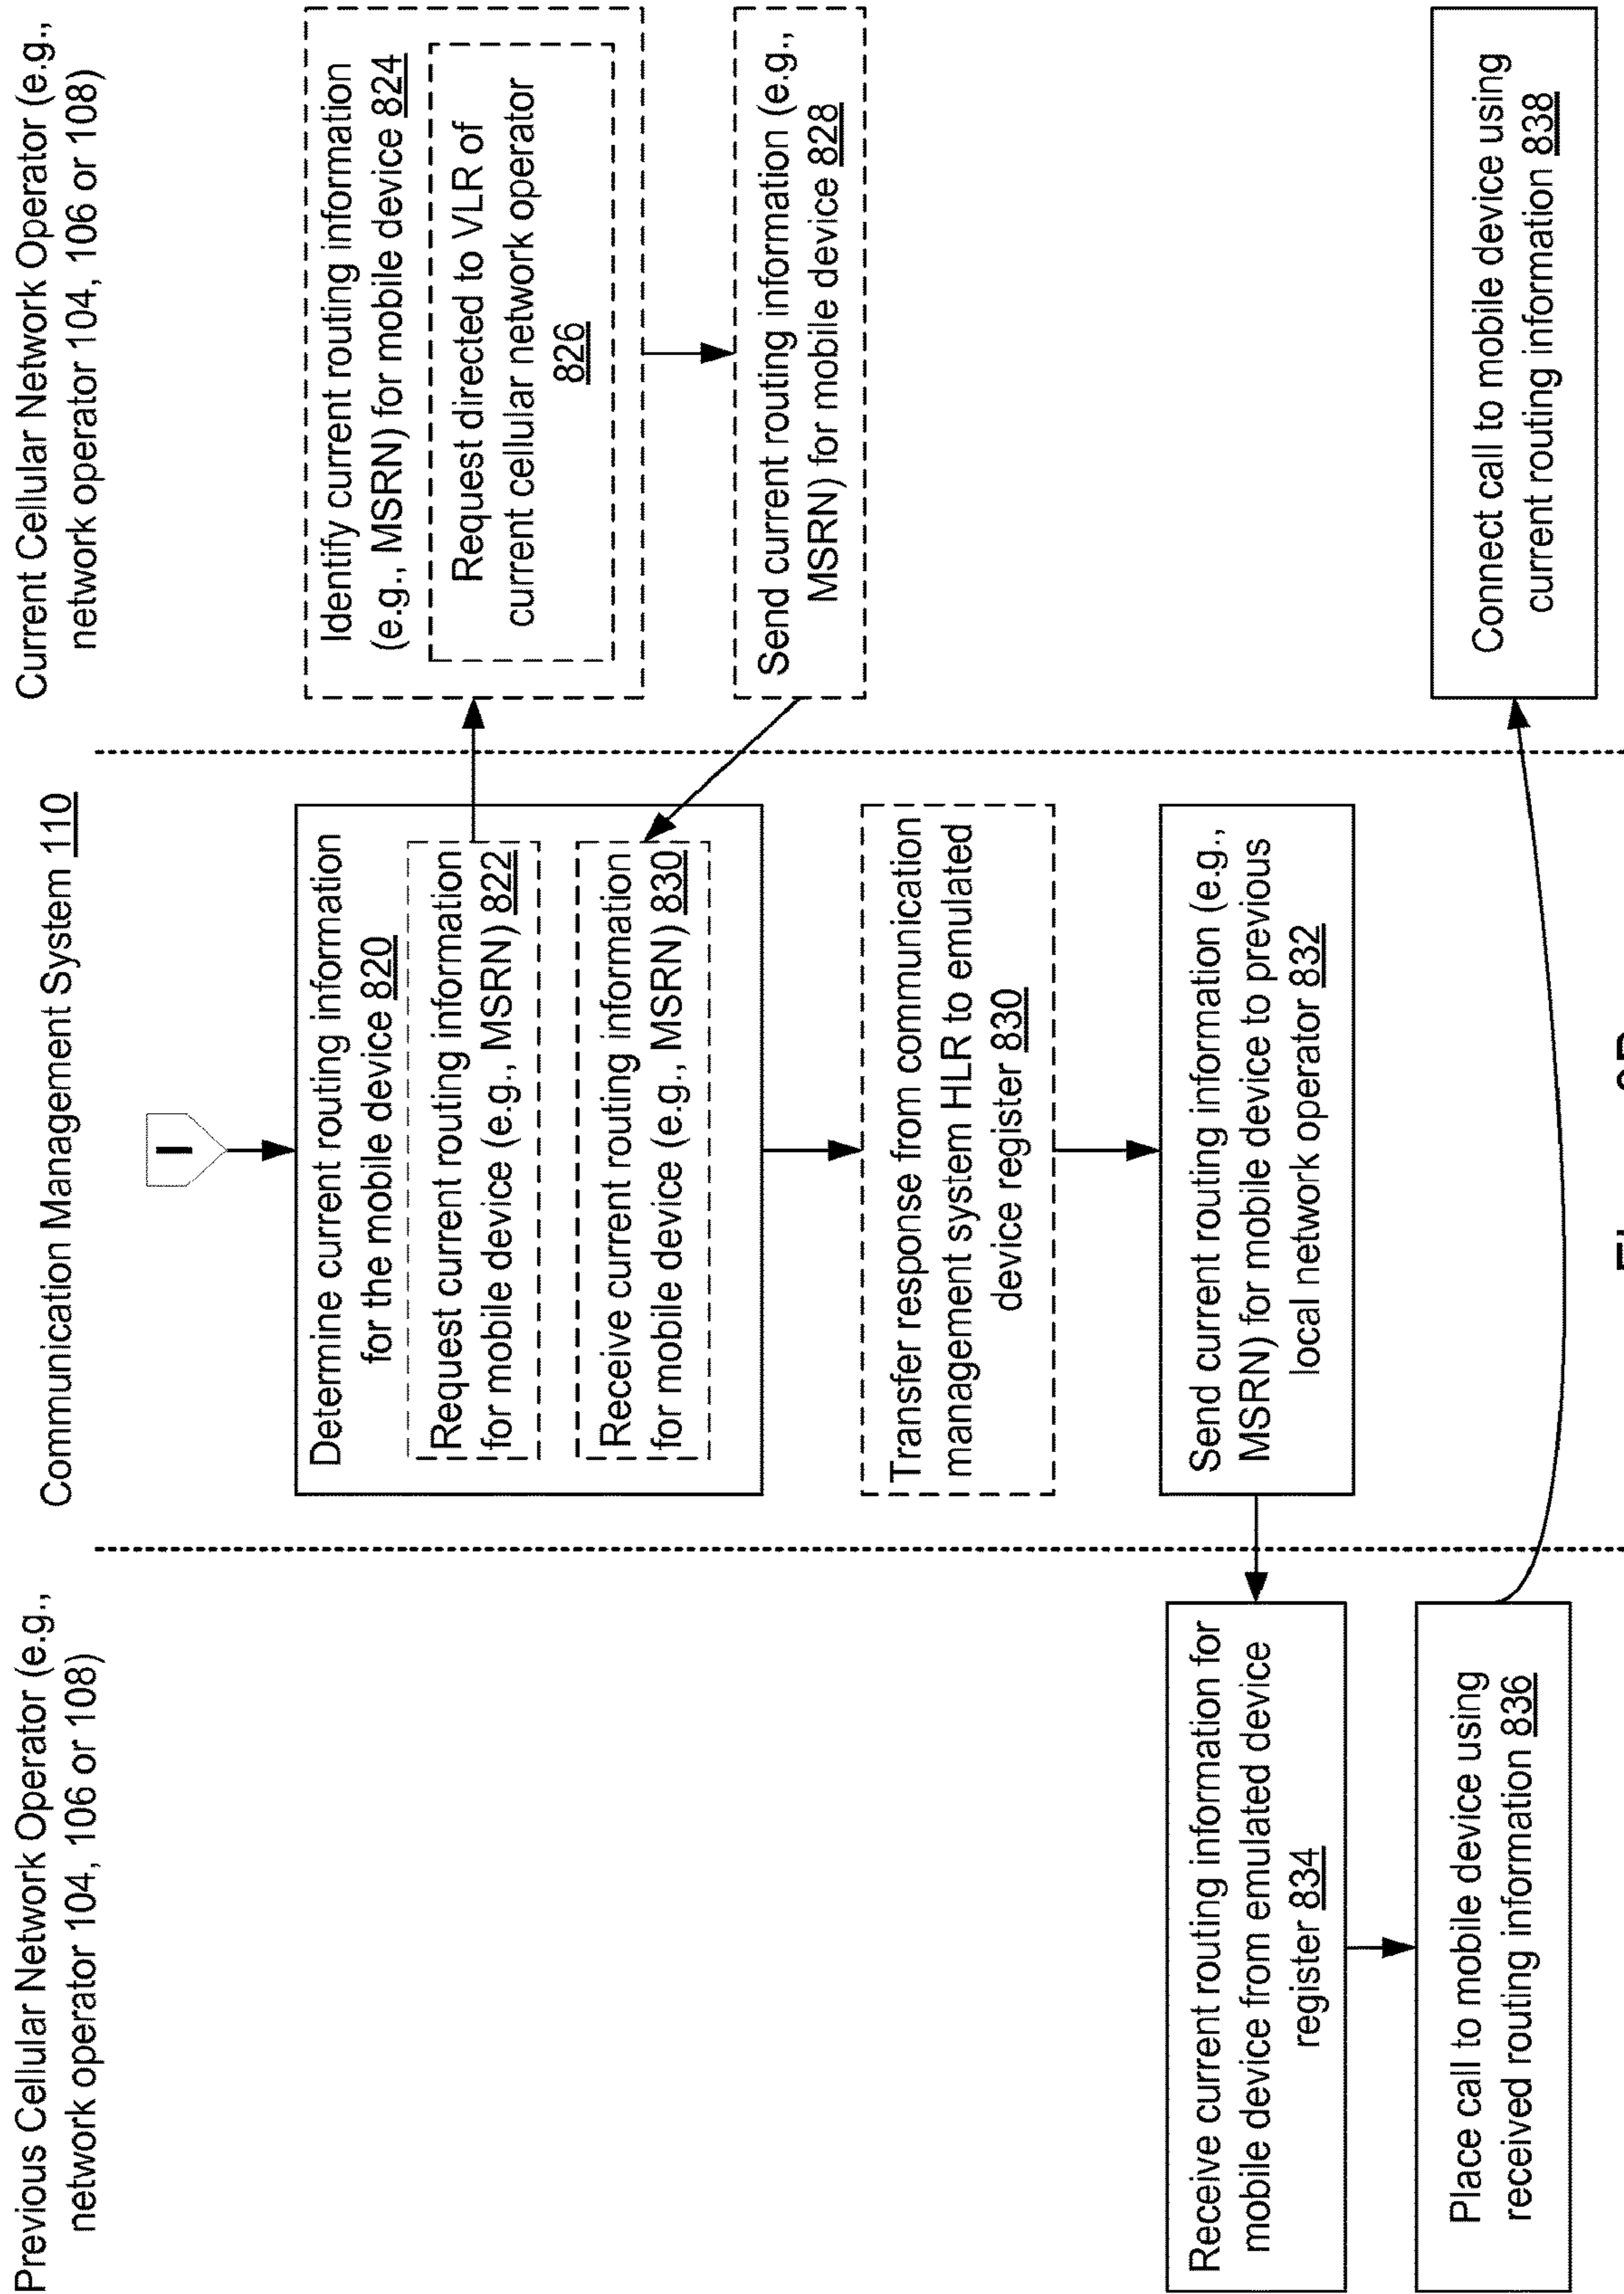 Previous Cellular Network Operator (e.g.,
network operator 104, 106 or 108)
Communication Management System 110
Current Cellular Network Operator (e.g.,
network operator 104, 106 or 108)
I
Determine current routing information
for the mobile device 820
Request current routing information
for mobile device (e.g., MSRN) 822
Identify current routing information
(e.g., MSRN) for mobile device 824
Request directed to VLR of
current cellular network operator
826
Send current routing information (e.g.,
MSRN) for mobile device 828
Receive current routing information
for mobile device (e.g., MSRN) 830
Transfer response from communication
management system HLR to emulated
device register 830
Send current routing information (e.g.,
MSRN) for mobile device to previous
local network operator 832
Receive current routing information for
mobile device from emulated device
register 834
Place call to mobile device using
received routing information 836
Connect call to mobile device using
current routing information 838